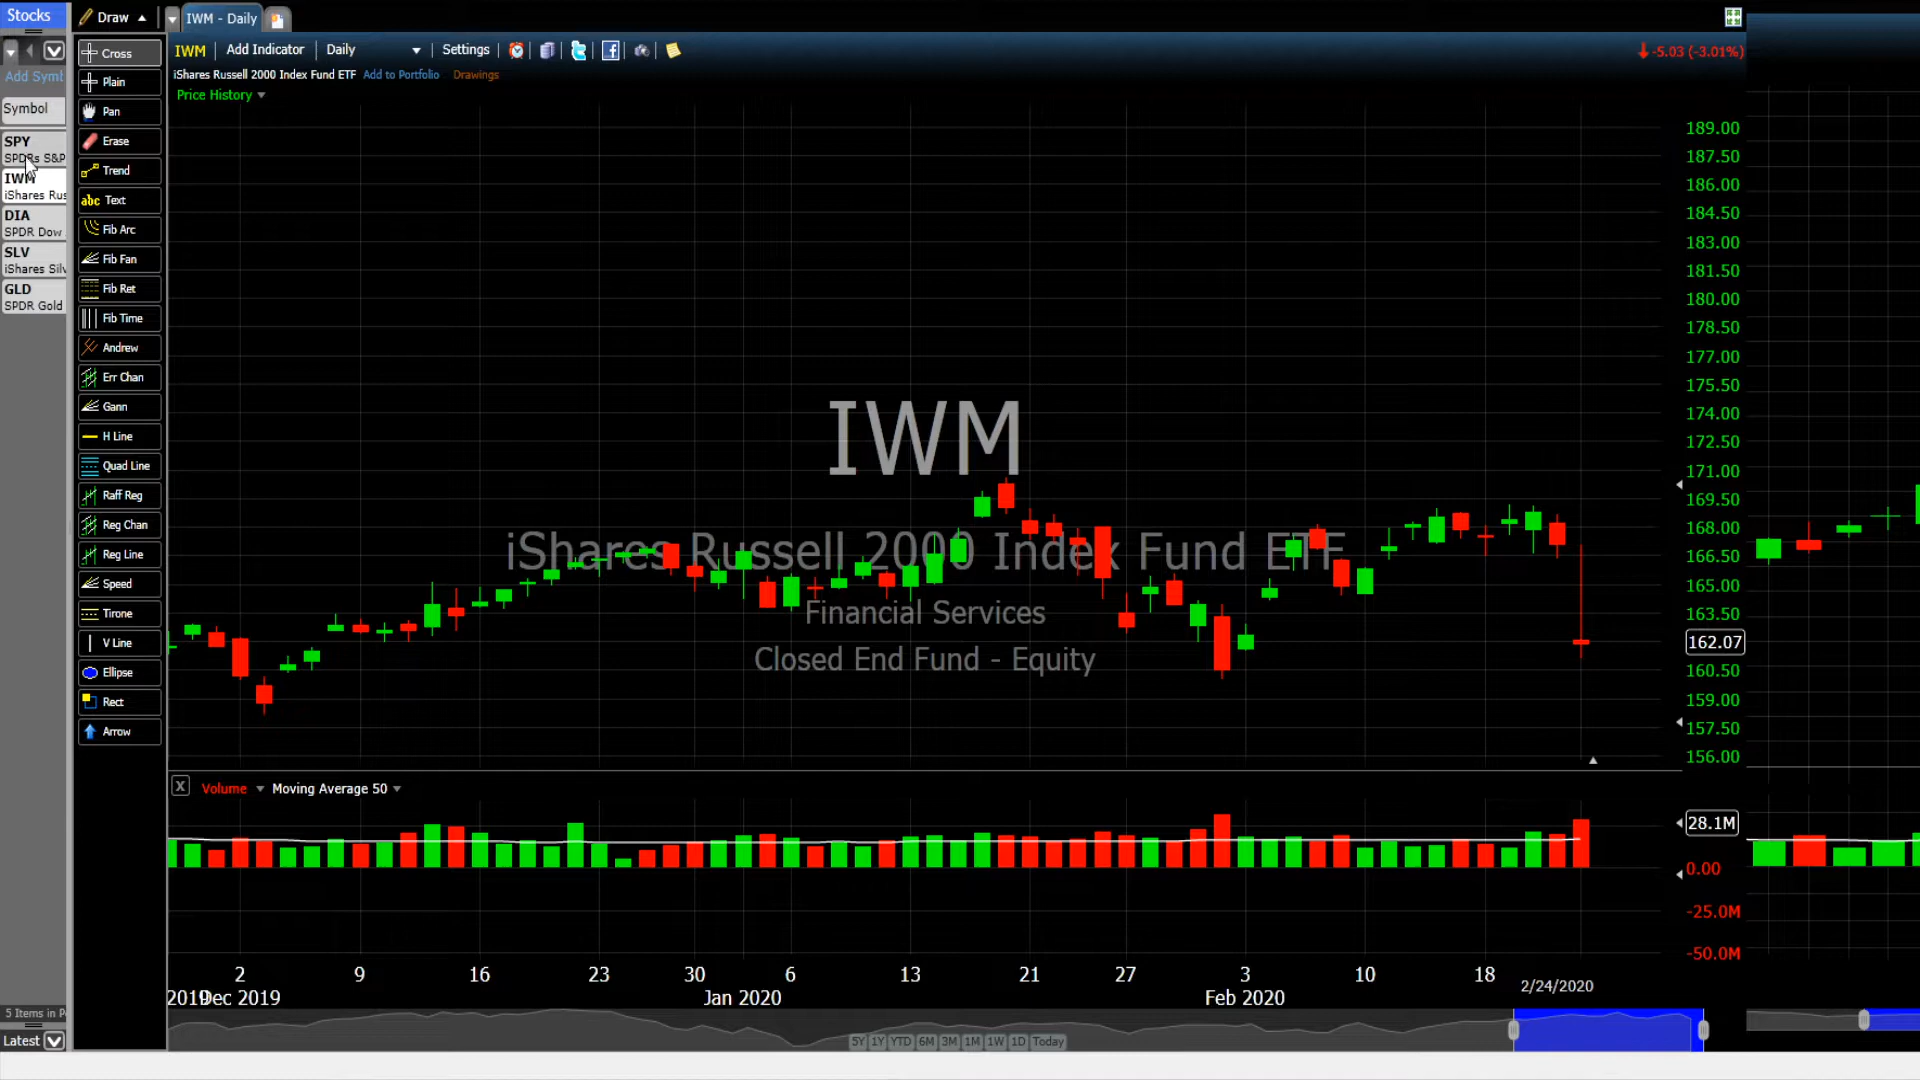 Stocks
Draw
IWM - Daily
IWM
Add Indicator
Daily
Settings
-5.03 (-3.01%)
iShares Russell 2000 Index Fund ETF
Add to Portfolio
Drawings
Price History
Add Symb
Symbol
SPY
SPDRs S&P
IWM
iShares Rus
DIA
SPDR Dow
SLV
iShares Silv
GLD
SPDR Gold
5 Items in P
Latest
Cross
Plain
Pan
Erase
Trend
abc Text
Fib Arc
Fib Fan
Fib Ret
Fib Time
Andrew
Err Chan
Gann
H Line
Quad Line
Raff Reg
Reg Chan
Reg Line
Speed
Tirone
V Line
Ellipse
Rect
Arrow
IWM
iShares Russell 2000 Index Fund ETF
Financial Services
Closed End Fund - Equity
189.00
187.50
186.00
184.50
183.00
181.50
180.00
178.50
177.00
175.50
174.00
172.50
171.00
169.50
168.00
166.50
165.00
163.50
162.07
160.50
159.00
157.50
156.00
X
Volume
Moving Average 50
28.1M
0.00
-25.0M
-50.0M
2 9 16 23 30 6 13 21 27 3 10 18
2/24/2020
2019 Dec 2019 Jan 2020 Feb 2020
5Y 1Y YTD 6M 3M 1M 1W 1D Today